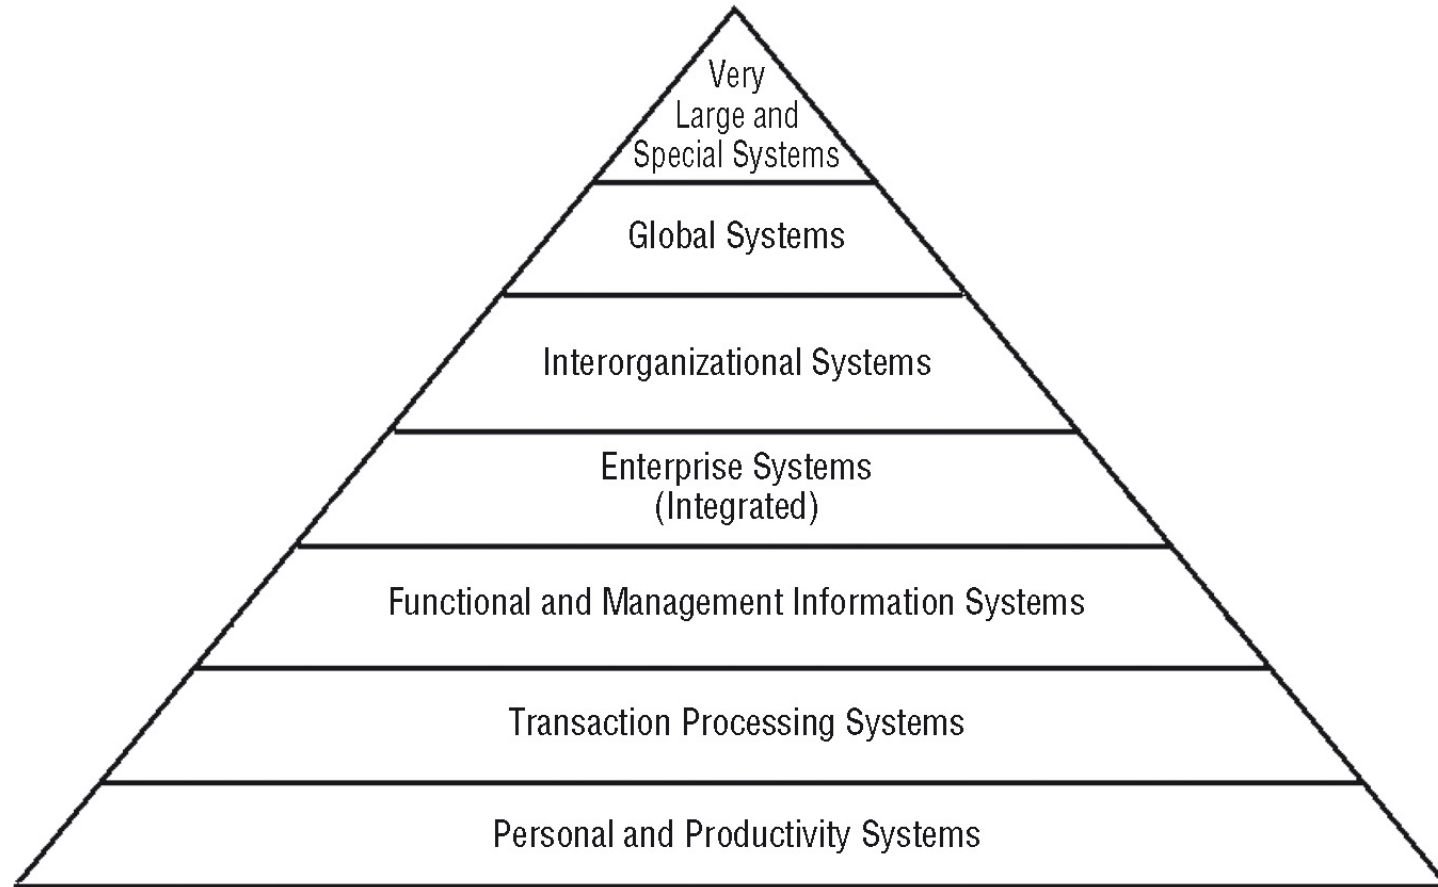 Very
Large and
Special Systems
Global Systems
Interorganizational Systems
Enterprise Systems
(Integrated)
Functional and Management Information Systems
Transaction Processing Systems
Personal and Productivity Systems